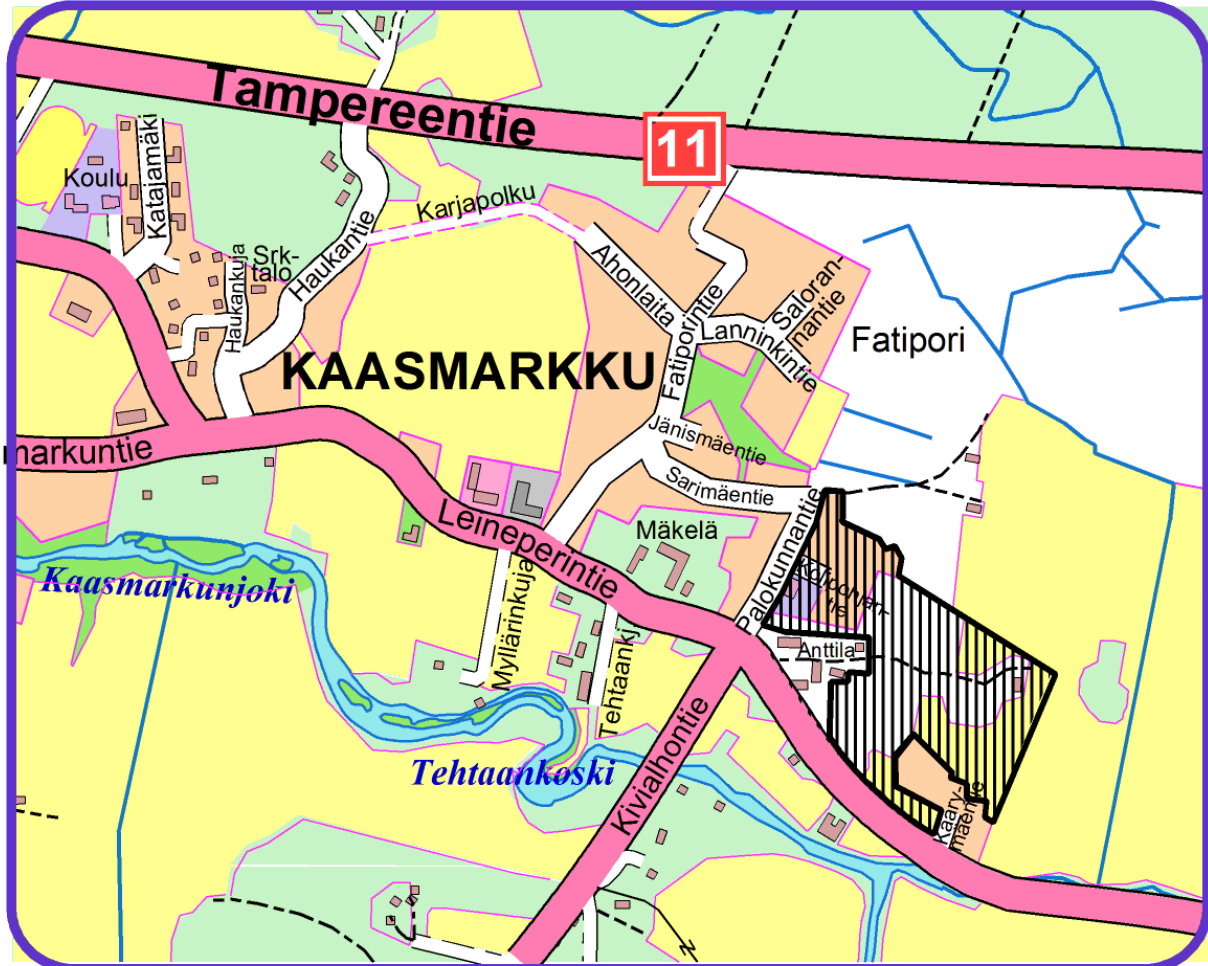 Tampereentie
11
Koulu
Katajamäki
Karjapolku
Haukantie
Haukankuja
Srk-
talo
Ahonlaita
Fatiporintie
Saloran-
nantie
Lanninkintie
Fatipori
KAASMARKKU
Jänismäentie
markuntie
Sarimäentie
Leineperintie
Mäkelä
Palokunnantie
Kaasmarkunjoki
Myllärinkuja
Tehtaankj
Anttila
Tehtaankoski
Kivialhontie
Kaary-
mäentie